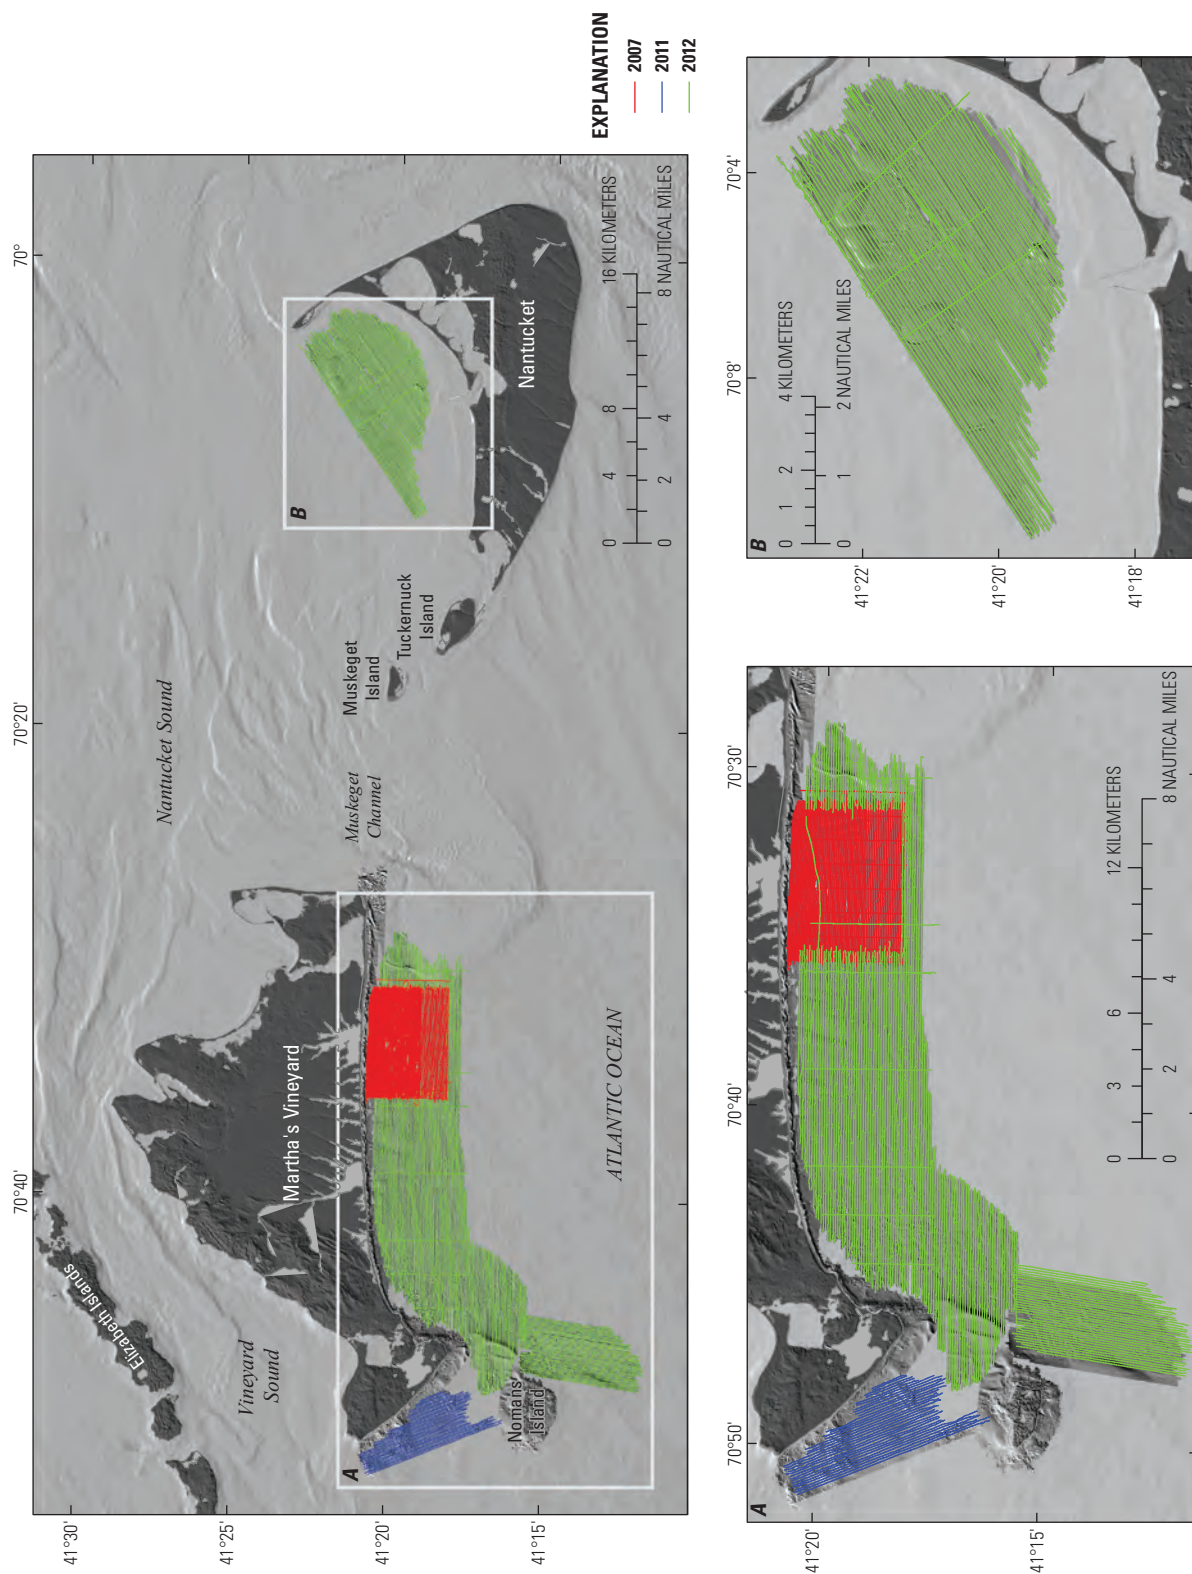 70°40'
70°20'
70°
41°30'
41°25'
41°20'
41°15'
Elizabeth Islands
Vineyard
Sound
Martha's Vineyard
Nantucket Sound
Muskeget
Channel
Muskeget
Island
Tuckernuck
Island
Nantucket
Nomans
Island
ATLANTIC OCEAN
A
B
0 4 8 16 KILOMETERS
0 2 4 8 NAUTICAL MILES
EXPLANATION
2007
2011
2012
A
70°50'
70°40'
70°30'
41°20'
41°15'
0 3 6 12 KILOMETERS
0 2 4 8 NAUTICAL MILES
B
70°8'
70°4'
41°22'
41°20'
41°18'
0 1 2 4 KILOMETERS
0 1 2 NAUTICAL MILES